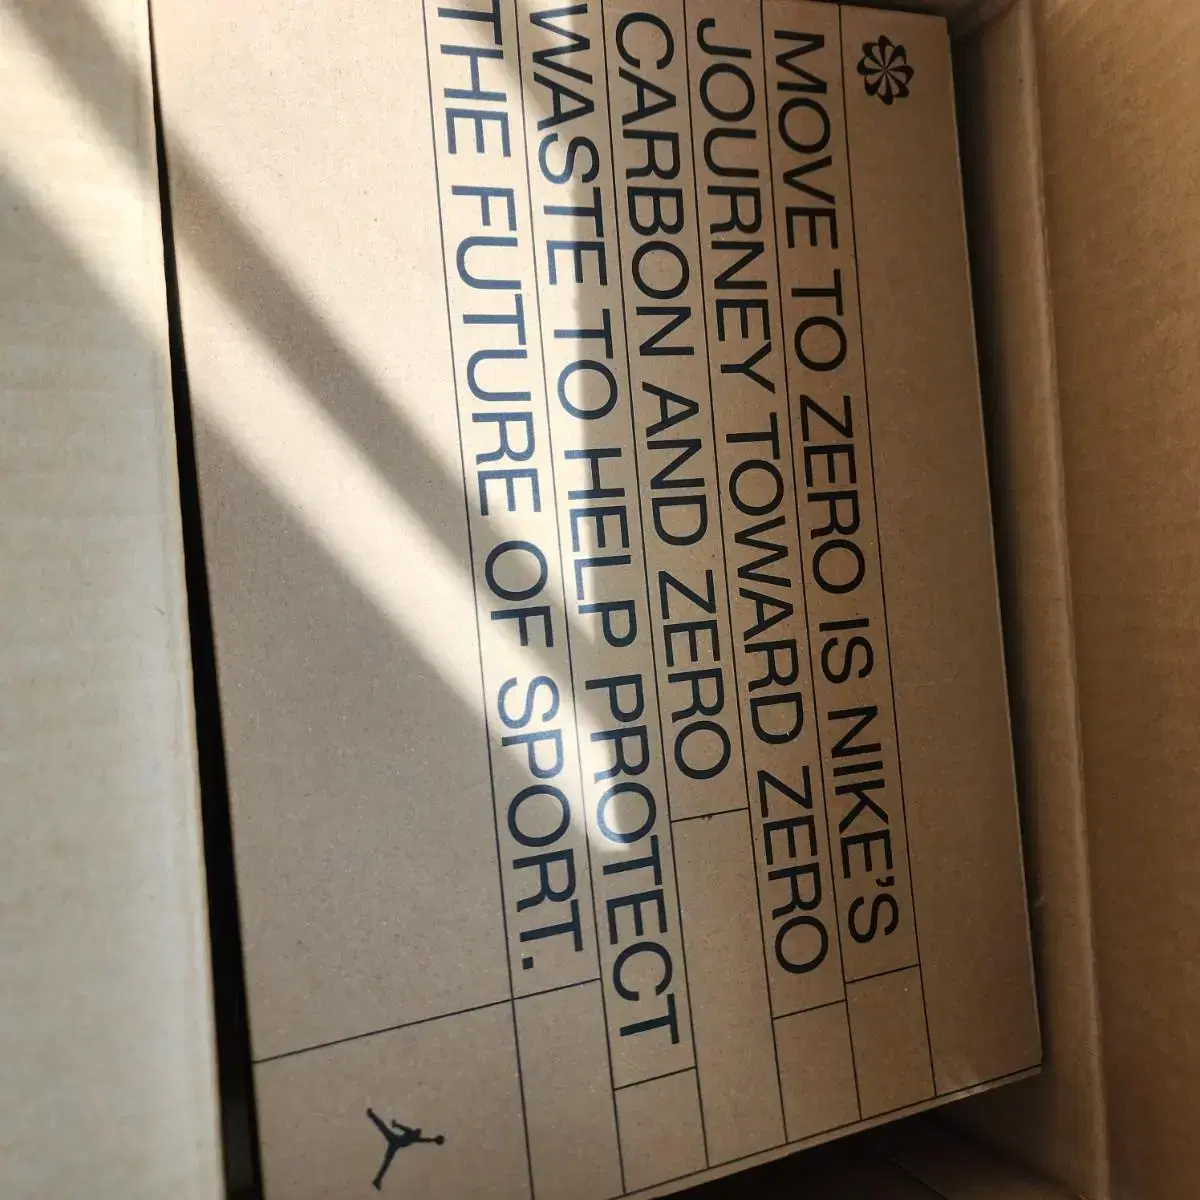 MOVE TO ZERO IS NIKE'S
JOURNEY TOWARD ZERO
CARBON AND ZERO
WASTE TO HELP PROTECT
THE FUTURE OF SPORT.